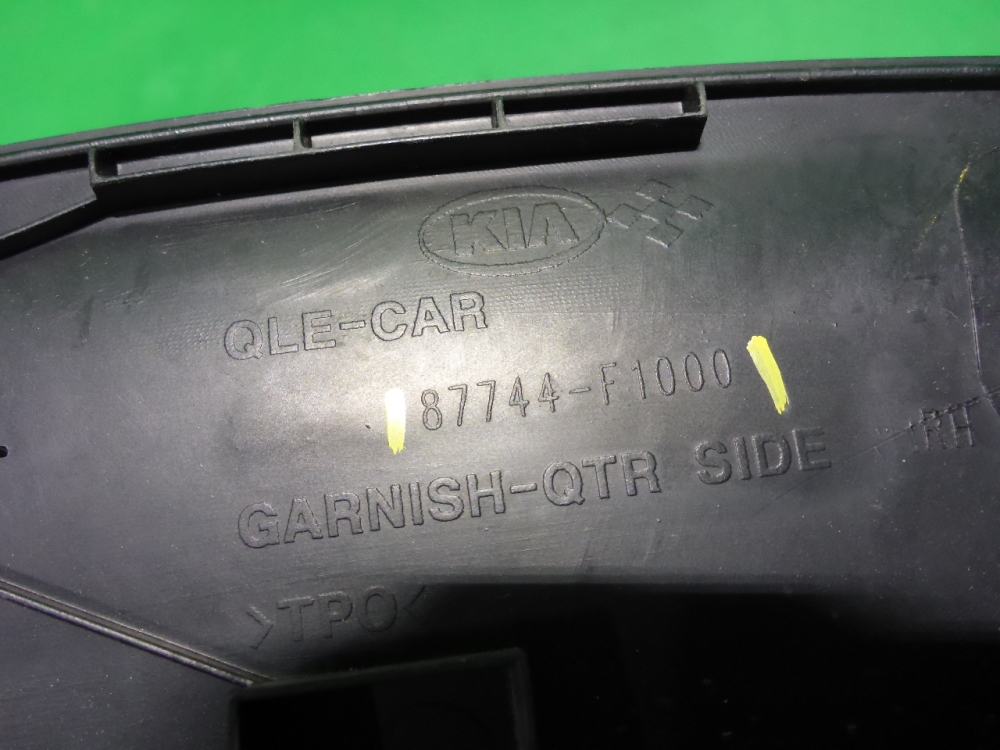 KIA
QLE-CAR
87744-F1000
GARNISH-QTR SIDE
RH
>TPO<